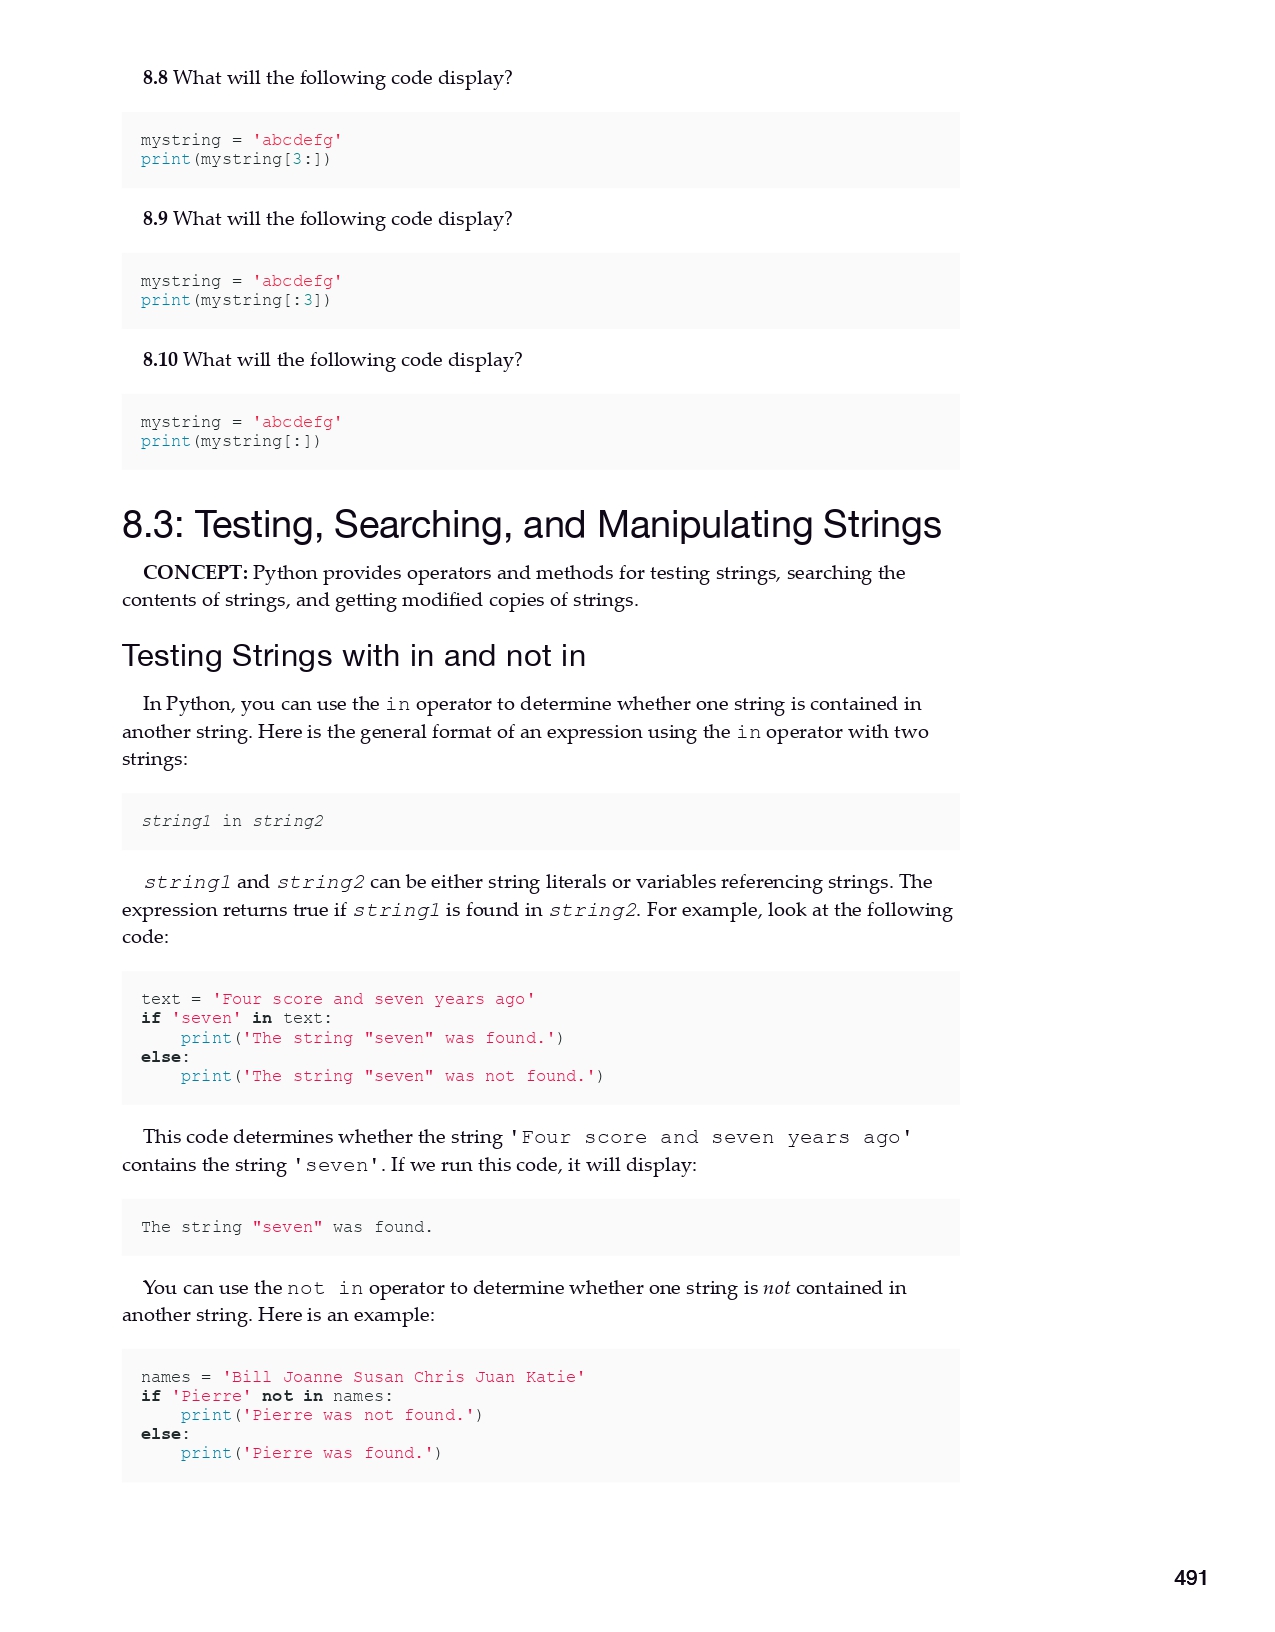 8.8 What will the following code display?
mystring = 'abcdefg'
print(mystring[3:])
8.9 What will the following code display?
mystring = 'abcdefg'
print(mystring[:3])
8.10 What will the following code display?
mystring = 'abcdefg'
print(mystring[:])
8.3: Testing, Searching, and Manipulating Strings
CONCEPT: Python provides operators and methods for testing strings, searching the
contents of strings, and getting modified copies of strings.
Testing Strings with in and not in
In Python, you can use the in operator to determine whether one string is contained in
another string. Here is the general format of an expression using the in operator with two
strings:
string1 in string2
string1 and string2 can be either string literals or variables referencing strings. The
expression returns true if string1 is found in string2. For example, look at the following
code:
text = 'Four score and seven years ago'
if 'seven' in text:
    print('The string "seven" was found.')
else:
    print('The string "seven" was not found.')
This code determines whether the string 'Four score and seven years ago'
contains the string 'seven'. If we run this code, it will display:
The string "seven" was found.
You can use the not in operator to determine whether one string is not contained in
another string. Here is an example:
names = 'Bill Joanne Susan Chris Juan Katie'
if 'Pierre' not in names:
    print('Pierre was not found.')
else:
    print('Pierre was found.')
491